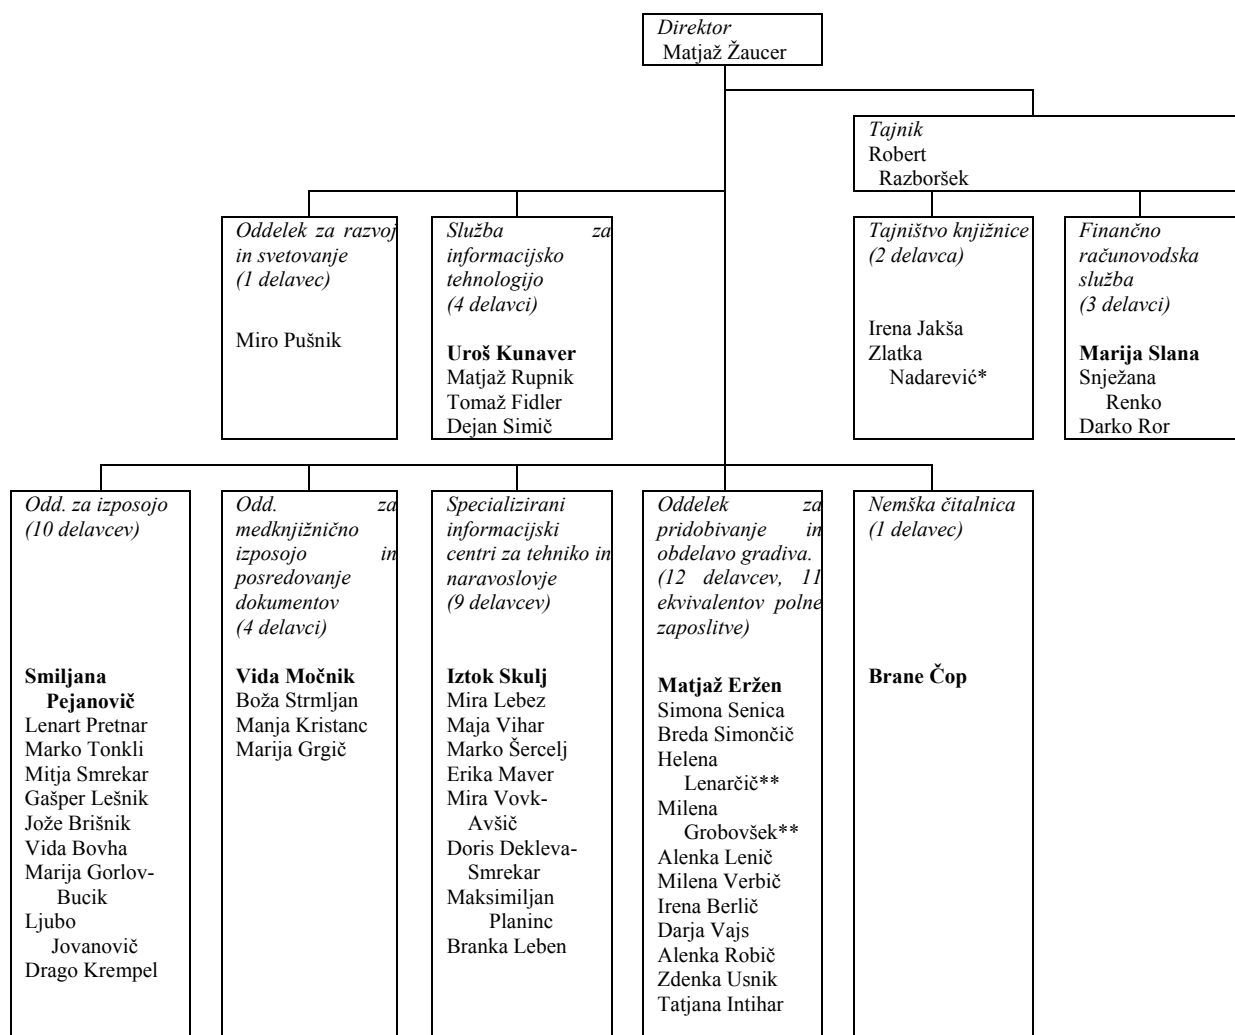 Direktor
Matjaž Žaucer
Tajnik
Robert
Razboršek
Oddelek za razvoj
in svetovanje
(1 delavec)
Miro Pušnik
Služba za
informacijsko
tehnologijo
(4 delavci)
Uroš Kunaver
Matjaž Rupnik
Tomaž Fidler
Dejan Simič
Tajništvo knjižnice
(2 delavca)
Irena Jakša
Zlatka
Nadarević*
Finančno
računovodska
služba
(3 delavci)
Marija Slana
Snježana
Renko
Darko Ror
Odd. za izposojo
(10 delavcev)
Smiljana
Pejanovič
Lenart Pretnar
Marko Tonkli
Mitja Smrekar
Gašper Lešnik
Jože Brišnik
Vida Bovha
Marija Gorlov-
Bucik
Ljubo
Jovanovič
Drago Krempel
Odd. za
medknjižnično
izposojo in
posredovanje
dokumentov
(4 delavci)
Vida Močnik
Boža Strmljan
Manja Kristanc
Marija Grgič
Specializirani
informacijski
centri za tehniko in
naravoslovje
(9 delavcev)
Iztok Skulj
Mira Lebez
Maja Vihar
Marko Šercelj
Erika Maver
Mira Vovk-
Avšič
Doris Dekleva-
Smrekar
Maksimiljan
Planinc
Branka Leben
Oddelek za
pridobivanje in
obdelavo gradiva.
(12 delavcev, 11
ekvivalentov polne
zaposlitve)
Matjaž Eržen
Simona Senica
Breda Simončič
Helena
Lenarčič**
Milena
Grobovšek**
Alenka Lenič
Milena Verbič
Irena Berlič
Darja Vajs
Alenka Robič
Zdenka Usnik
Tatjana Intihar
Nemška čitalnica
(1 delavec)
Brane Čop